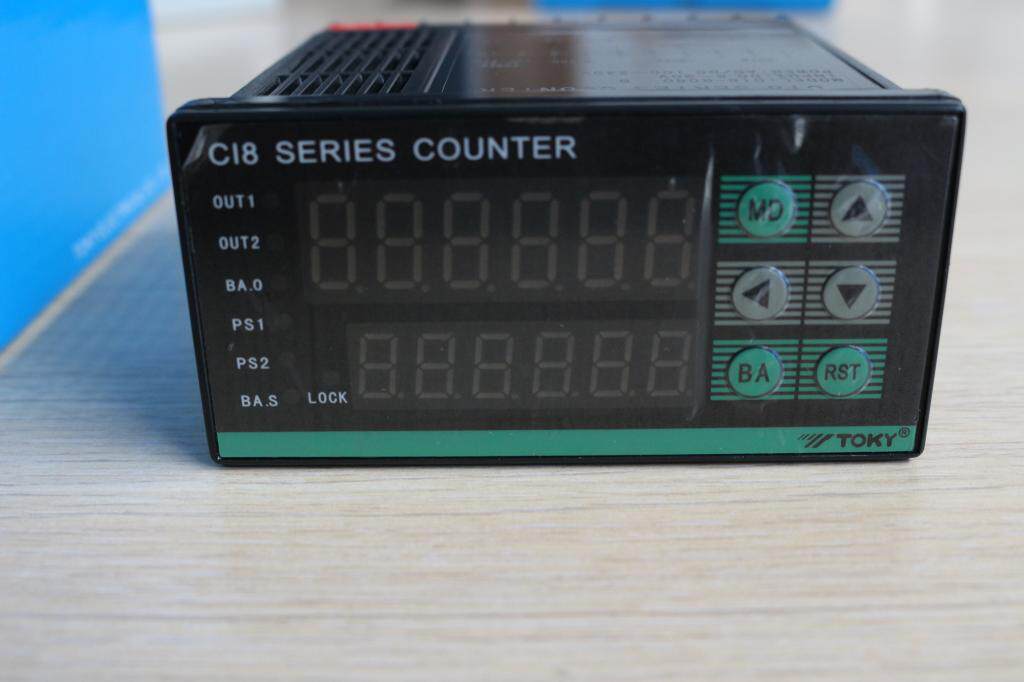 CI8 SERIES COUNTER
OUT1
OUT2
BA.O
PS1
PS2
BA.S
LOCK
MD
BA
RST
TOKY®